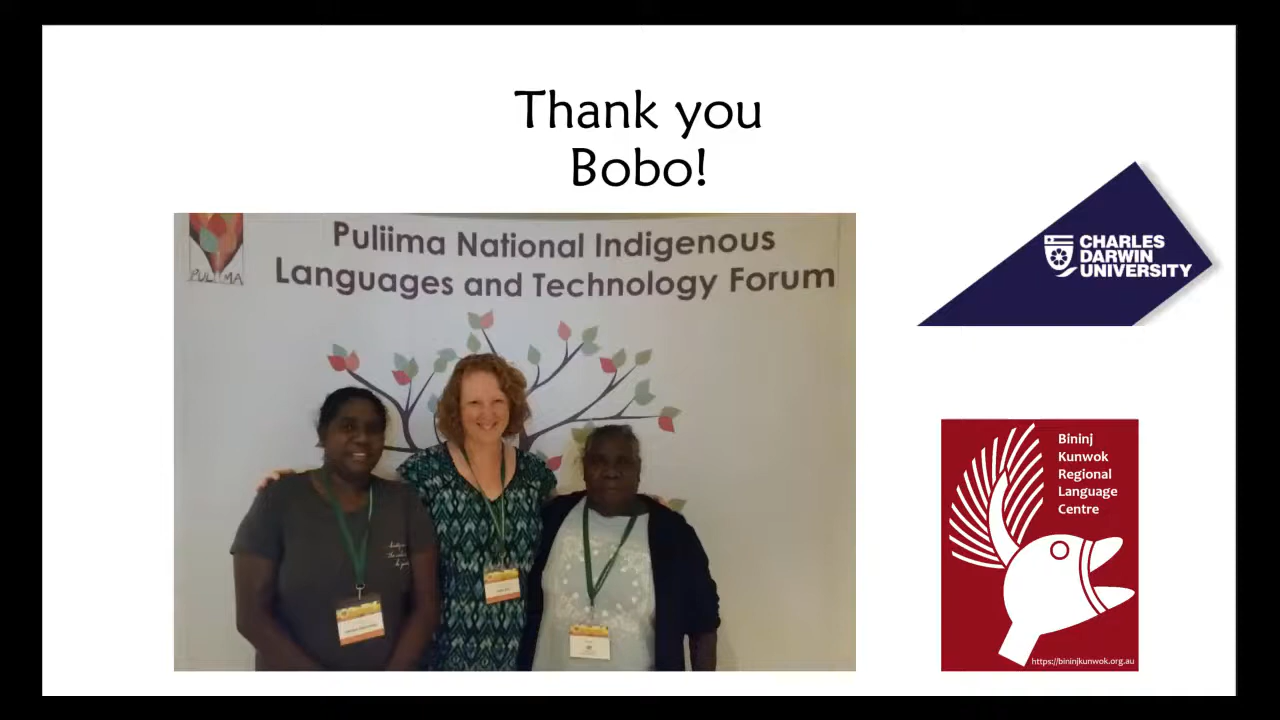 Thank you
Bobo!
PULIIMA
Puliima National Indigenous
Languages and Technology Forum
CHARLES
DARWIN
UNIVERSITY
Bininj
Kunwok
Regional
Language
Centre
https://bininjkunwok.org.au